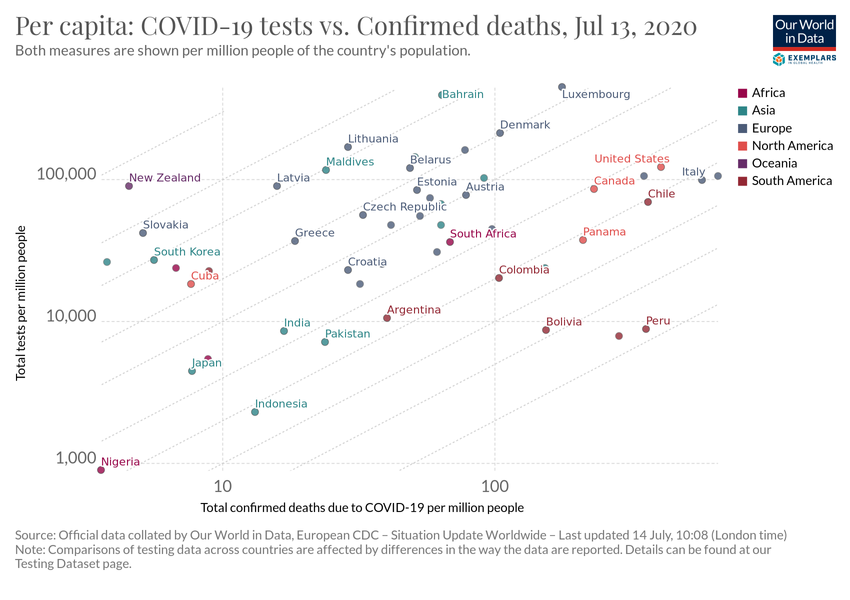 Per capita: COVID-19 tests vs. Confirmed deaths, Jul 13, 2020
Both measures are shown per million people of the country's population.
Our World
in Data
EXEMPLARS
IN GLOBAL HEALTH
Africa
Asia
Europe
North America
Oceania
South America
Total tests per million people
100,000
10,000
1,000
Bahrain
Luxembourg
Denmark
Lithuania
Maldives
Belarus
United States
Italy
New Zealand
Latvia
Estonia
Austria
Canada
Chile
Czech Republic
Slovakia
Greece
South Africa
Panama
South Korea
Croatia
Colombia
Cuba
Argentina
India
Pakistan
Bolivia
Peru
Japan
Indonesia
Nigeria
10
100
Total confirmed deaths due to COVID-19 per million people
Source: Official data collated by Our World in Data, European CDC – Situation Update Worldwide – Last updated 14 July, 10:08 (London time)
Note: Comparisons of testing data across countries are affected by differences in the way the data are reported. Details can be found at our
Testing Dataset page.